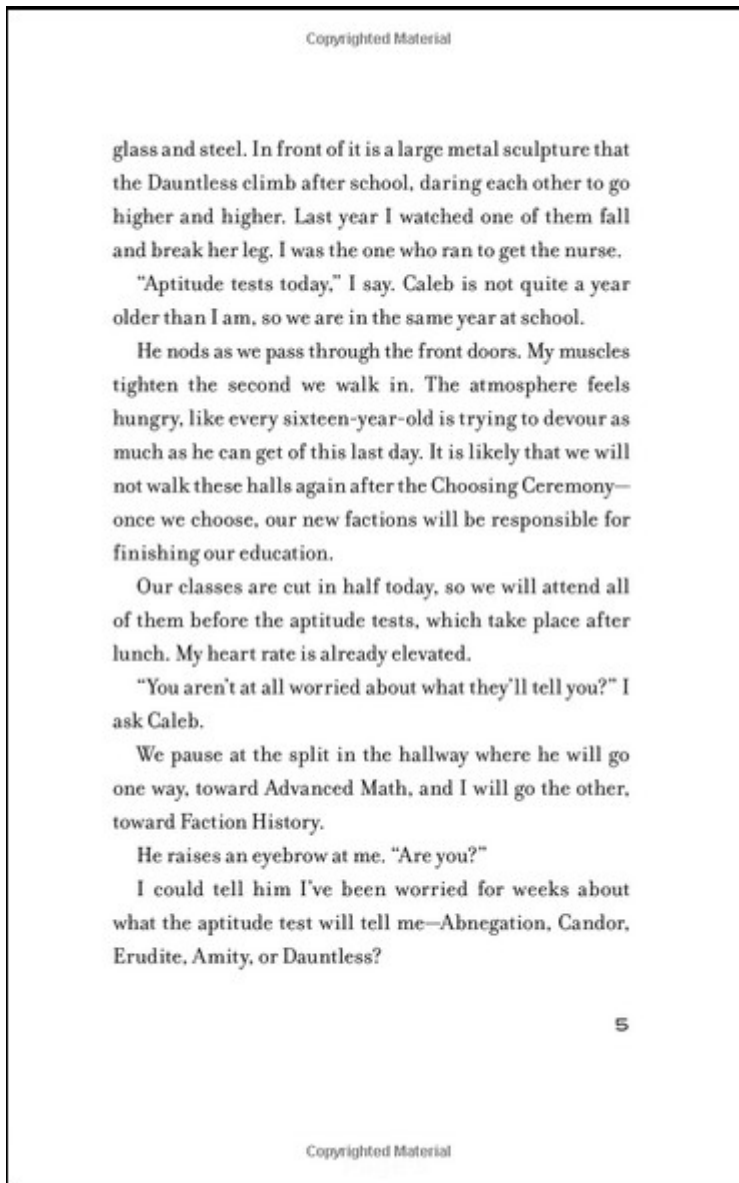 Copyrighted Material
glass and steel. In front of it is a large metal sculpture that
the Dauntless climb after school, daring each other to go
higher and higher. Last year I watched one of them fall
and break her leg. I was the one who ran to get the nurse.
“Aptitude tests today,” I say. Caleb is not quite a year
older than I am, so we are in the same year at school.
He nods as we pass through the front doors. My muscles
tighten the second we walk in. The atmosphere feels
hungry, like every sixteen-year-old is trying to devour as
much as he can get of this last day. It is likely that we will
not walk these halls again after the Choosing Ceremony—
once we choose, our new factions will be responsible for
finishing our education.
Our classes are cut in half today, so we will attend all
of them before the aptitude tests, which take place after
lunch. My heart rate is already elevated.
“You aren’t at all worried about what they’ll tell you?” I
ask Caleb.
We pause at the split in the hallway where he will go
one way, toward Advanced Math, and I will go the other,
toward Faction History.
He raises an eyebrow at me. “Are you?”
I could tell him I’ve been worried for weeks about
what the aptitude test will tell me—Abnegation, Candor,
Erudite, Amity, or Dauntless?
5
Copyrighted Material